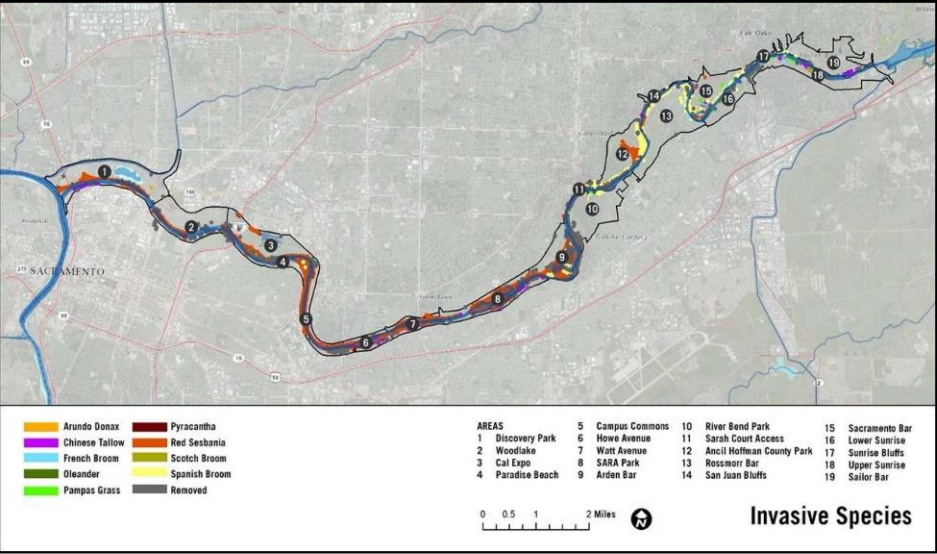 Fair Oaks
SACRAMENTO
Arundo Donax
Chinese Tallow
French Broom
Oleander
Pampas Grass
Pyracantha
Red Sesbania
Scotch Broom
Spanish Broom
Removed
AREAS
1 Discovery Park
2 Woodlake
3 Cal Expo
4 Paradise Beach
5 Campus Commons
6 Howe Avenue
7 Watt Avenue
8 SARA Park
9 Arden Bar
10 River Bend Park
11 Sarah Court Access
12 Ancil Hoffman County Park
13 Rossmorr Bar
14 San Juan Bluffs
15 Sacramento Bar
16 Lower Sunrise
17 Sunrise Bluffs
18 Upper Sunrise
19 Sailor Bar
0 0.5 1 2 Miles
N
Invasive Species